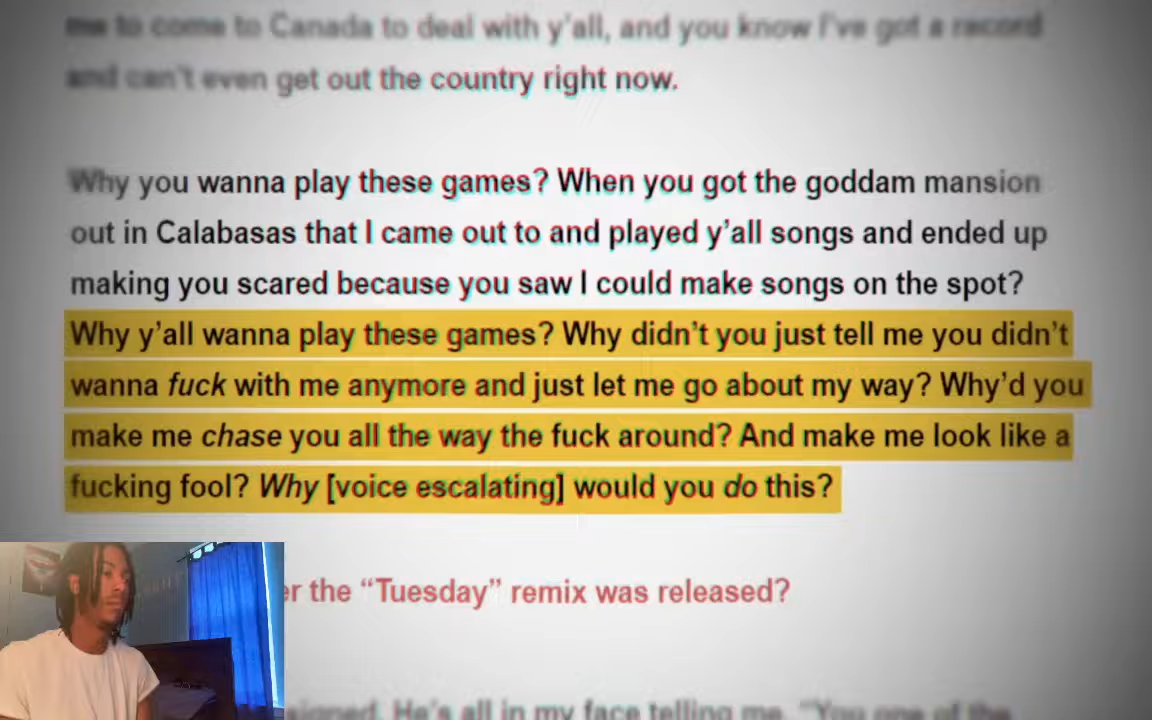 me to come to Canada to deal with y’all, and you know I’ve got a record
and can’t even get out the country right now.
Why you wanna play these games? When you got the goddam mansion
out in Calabasas that I came out to and played y’all songs and ended up
making you scared because you saw I could make songs on the spot?
Why y’all wanna play these games? Why didn’t you just tell me you didn’t
wanna fuck with me anymore and just let me go about my way? Why’d you
make me chase you all the way the fuck around? And make me look like a
fucking fool? Why [voice escalating] would you do this?
the “Tuesday” remix was released?
signed. He’s all in my face telling me, “You one of the